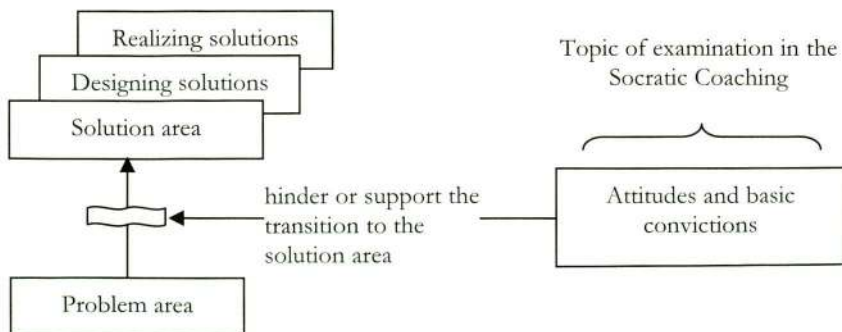 Realizing solutions
Designing solutions
Solution area
Topic of examination in the
Socratic Coaching
hinder or support the
transition to the
solution area
Attitudes and basic
convictions
Problem area